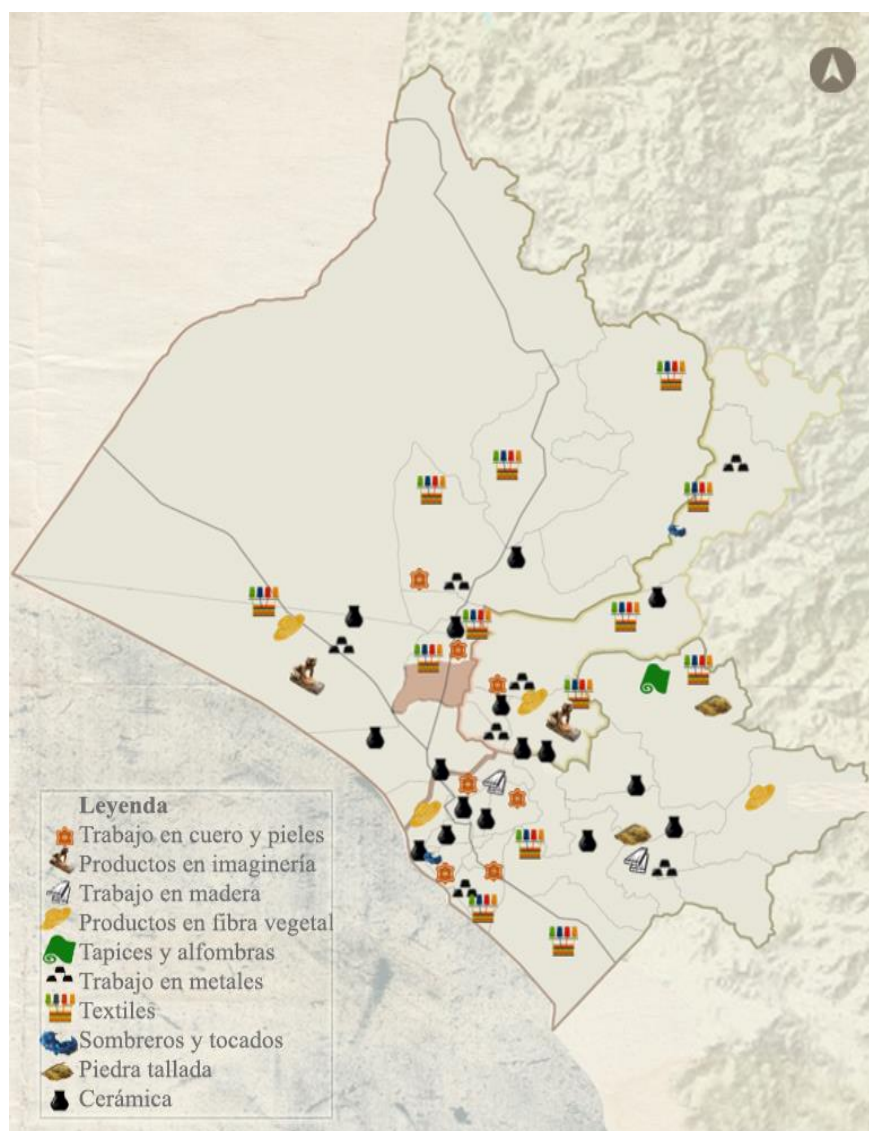 Leyenda
Trabajo en cuero y pieles
Productos en imaginería
Trabajo en madera
Productos en fibra vegetal
Tapices y alfombras
Trabajo en metales
Textiles
Sombreros y tocados
Piedra tallada
Cerámica